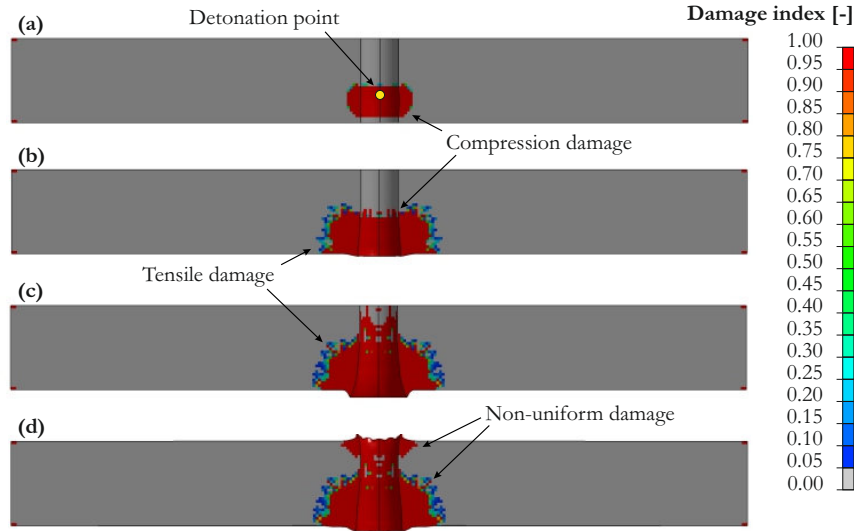 (a)
Detonation point
Damage index [-]
Compression damage
(b)
Tensile damage
(c)
Non-uniform damage
(d)
1.00
0.95
0.90
0.85
0.80
0.75
0.70
0.65
0.60
0.55
0.50
0.45
0.40
0.35
0.30
0.25
0.20
0.15
0.10
0.05
0.00